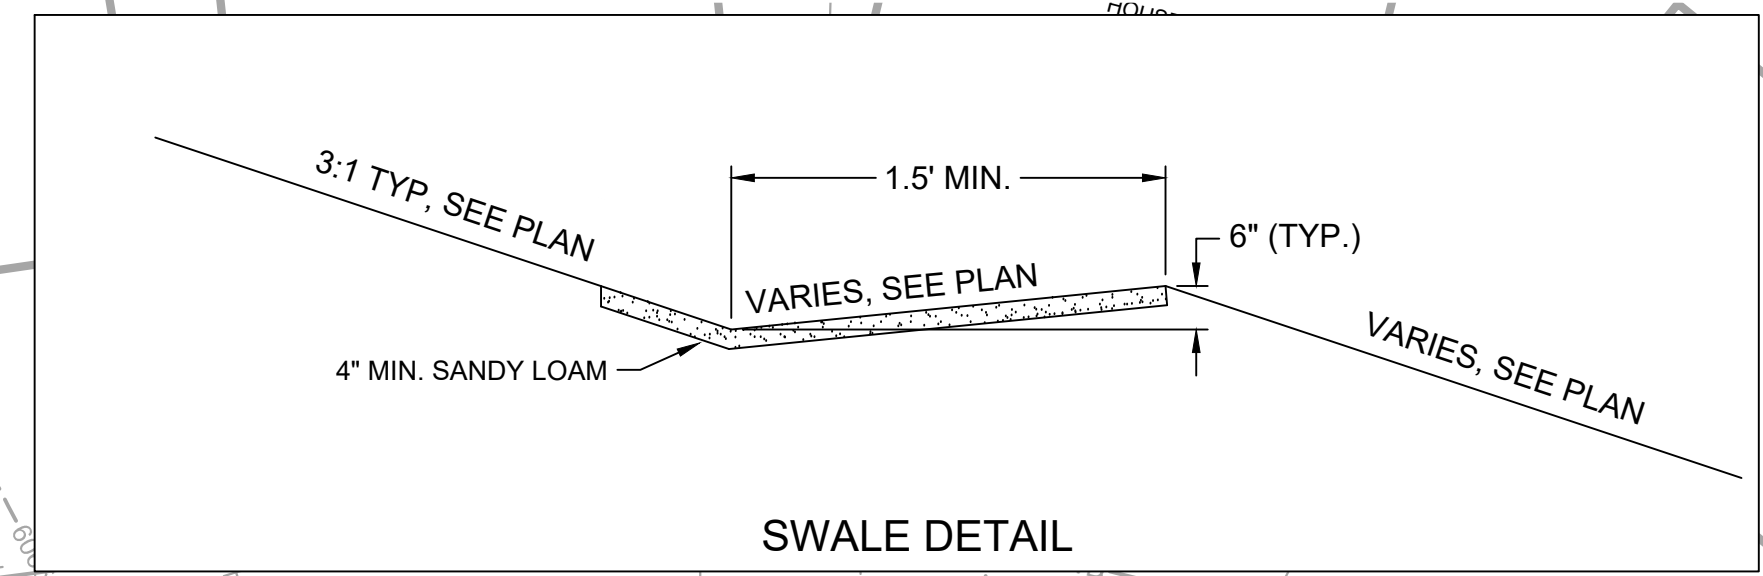 3:1 TYP, SEE PLAN
1.5' MIN.
6" (TYP.)
VARIES, SEE PLAN
VARIES, SEE PLAN
4" MIN. SANDY LOAM
SWALE DETAIL